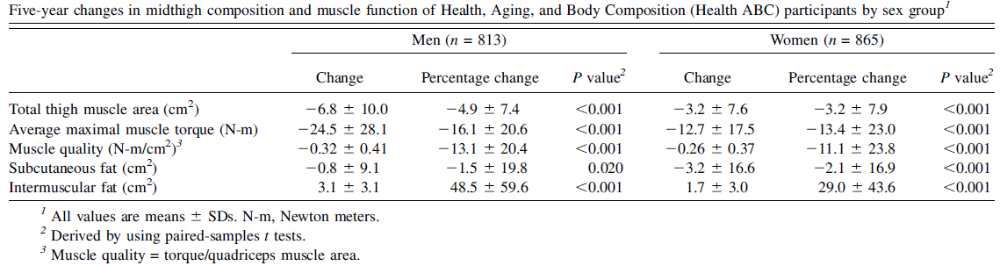 Five-year changes in midthigh composition and muscle function of Health, Aging, and Body Composition (Health ABC) participants by sex group¹
Men (n = 813) Women (n = 865)
Change Percentage change P value² Change Percentage change P value²
Total thigh muscle area (cm²) −6.8 ± 10.0 −4.9 ± 7.4 <0.001 −3.2 ± 7.6 −3.2 ± 7.9 <0.001
Average maximal muscle torque (N-m) −24.5 ± 28.1 −16.1 ± 20.6 <0.001 −12.7 ± 17.5 −13.4 ± 23.0 <0.001
Muscle quality (N-m/cm²)³ −0.32 ± 0.41 −13.1 ± 20.4 <0.001 −0.26 ± 0.37 −11.1 ± 23.8 <0.001
Subcutaneous fat (cm²) −0.8 ± 9.1 −1.5 ± 19.8 0.020 −3.2 ± 16.6 −2.1 ± 16.9 <0.001
Intermuscular fat (cm²) 3.1 ± 3.1 48.5 ± 59.6 <0.001 1.7 ± 3.0 29.0 ± 43.6 <0.001
¹ All values are means ± SDs. N-m, Newton meters.
² Derived by using paired-samples t tests.
³ Muscle quality = torque/quadriceps muscle area.